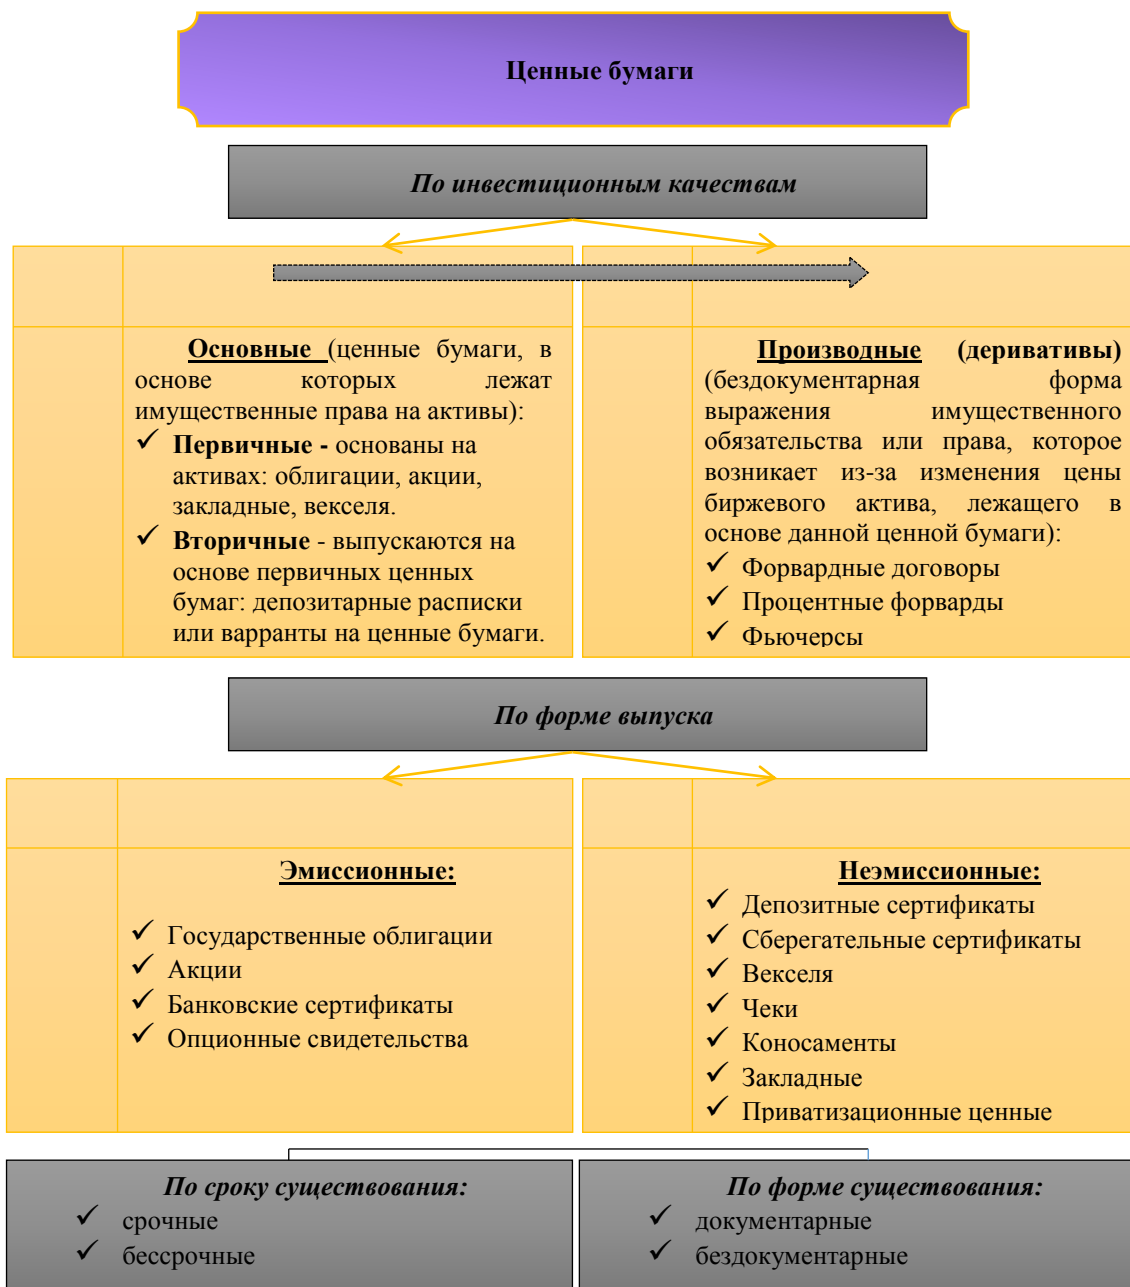 Ценные бумаги
По инвестиционным качествам
Основные (ценные бумаги, в
основе которых лежат
имущественные права на активы):
✓ Первичные - основаны на
активах: облигации, акции,
закладные, векселя.
✓ Вторичные - выпускаются на
основе первичных ценных
бумаг: депозитарные расписки
или варранты на ценные бумаги.
Производные (деривативы)
(бездокументарная форма
выражения имущественного
обязательства или права, которое
возникает из-за изменения цены
биржевого актива, лежащего в
основе данной ценной бумаги):
✓ Форвардные договоры
✓ Процентные форварды
✓ Фьючерсы
По форме выпуска
Эмиссионные:
✓ Государственные облигации
✓ Акции
✓ Банковские сертификаты
✓ Опционные свидетельства
Неэмиссионные:
✓ Депозитные сертификаты
✓ Сберегательные сертификаты
✓ Векселя
✓ Чеки
✓ Коносаменты
✓ Закладные
✓ Приватизационные ценные
По сроку существования:
✓ срочные
✓ бессрочные
По форме существования:
✓ документарные
✓ бездокументарные